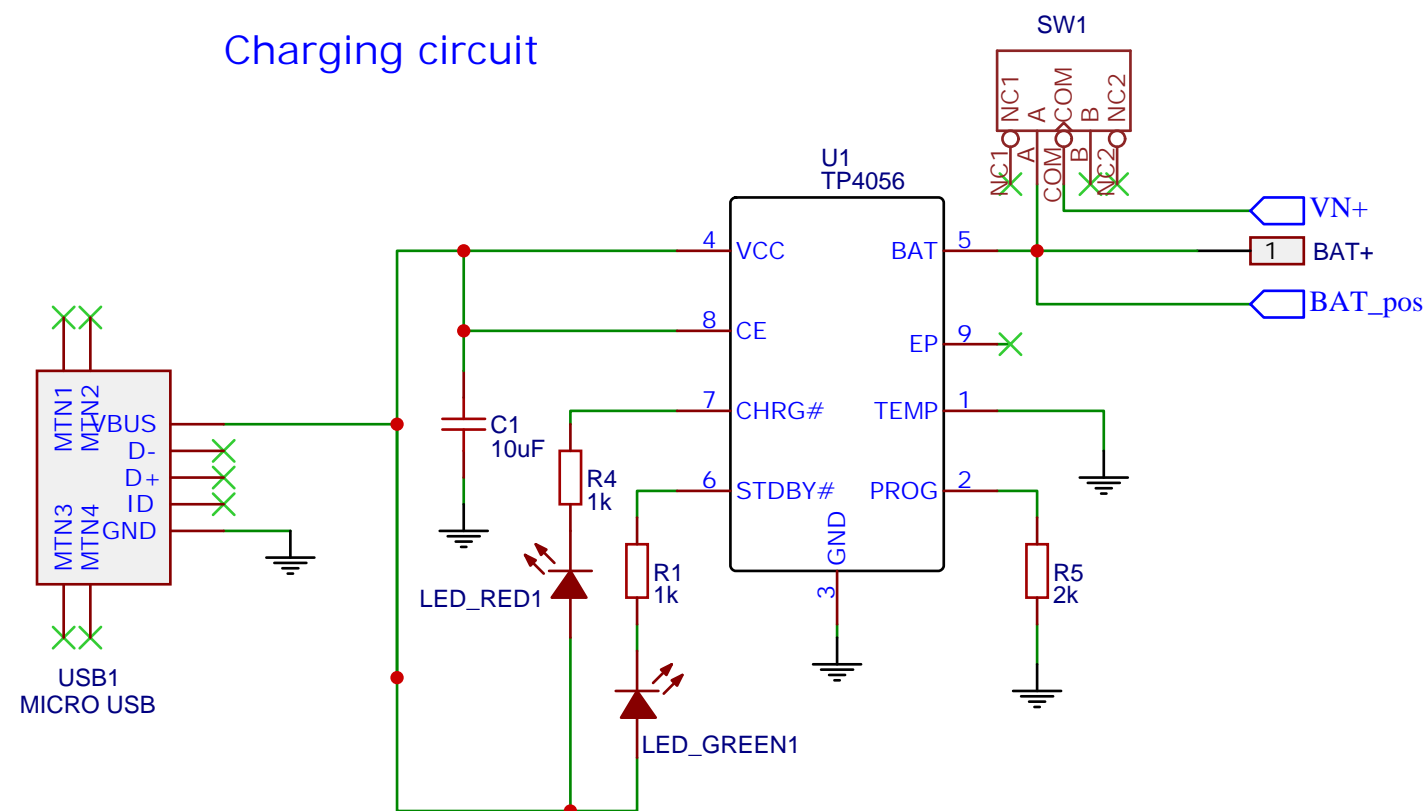 Charging circuit
SW1
NC1
A
COM
B
NC2
NC1
A
COM
B
NC2
U1
TP4056
VN+
4
VCC
BAT
5
1
BAT+
BAT_pos
8
CE
EP
9
MTN1
MTN2
VBUS
D-
D+
ID
GND
MTN3
MTN4
7
CHRG#
TEMP
1
C1
10uF
R4
1k
6
STDBY#
PROG
2
GND
3
R1
1k
R5
2k
LED_RED1
USB1
MICRO USB
LED_GREEN1